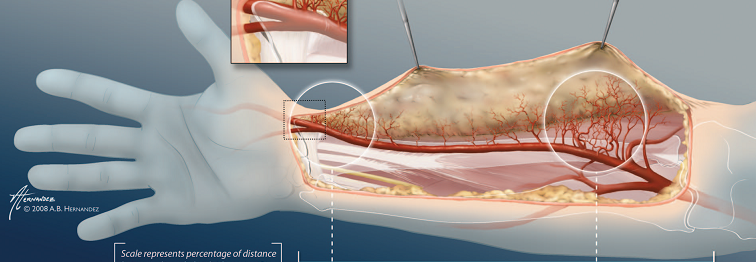 HERNANDEZ
© 2008 A.B. HERNANDEZ
Scale represents percentage of distance